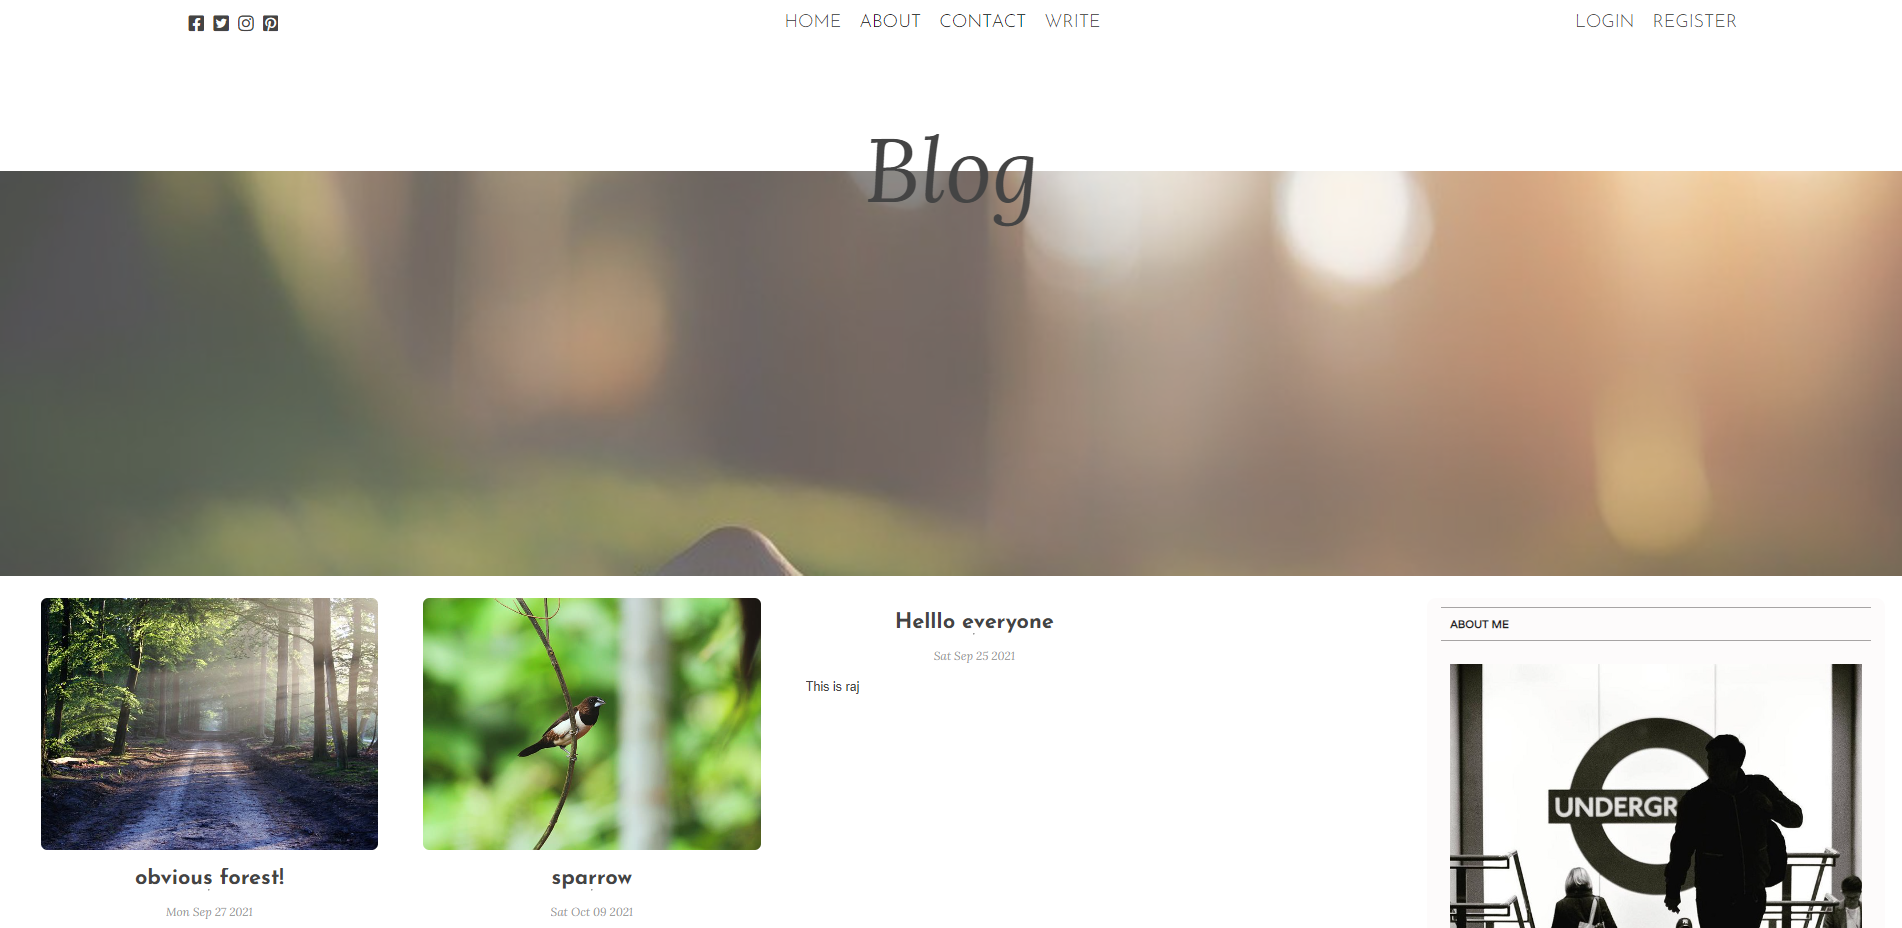 HOME ABOUT CONTACT WRITE
LOGIN REGISTER
Blog
obvious forest!
Mon Sep 27 2021
sparrow
Sat Oct 09 2021
Helllo everyone
Sat Sep 25 2021
This is raj
ABOUT ME
UNDERGR